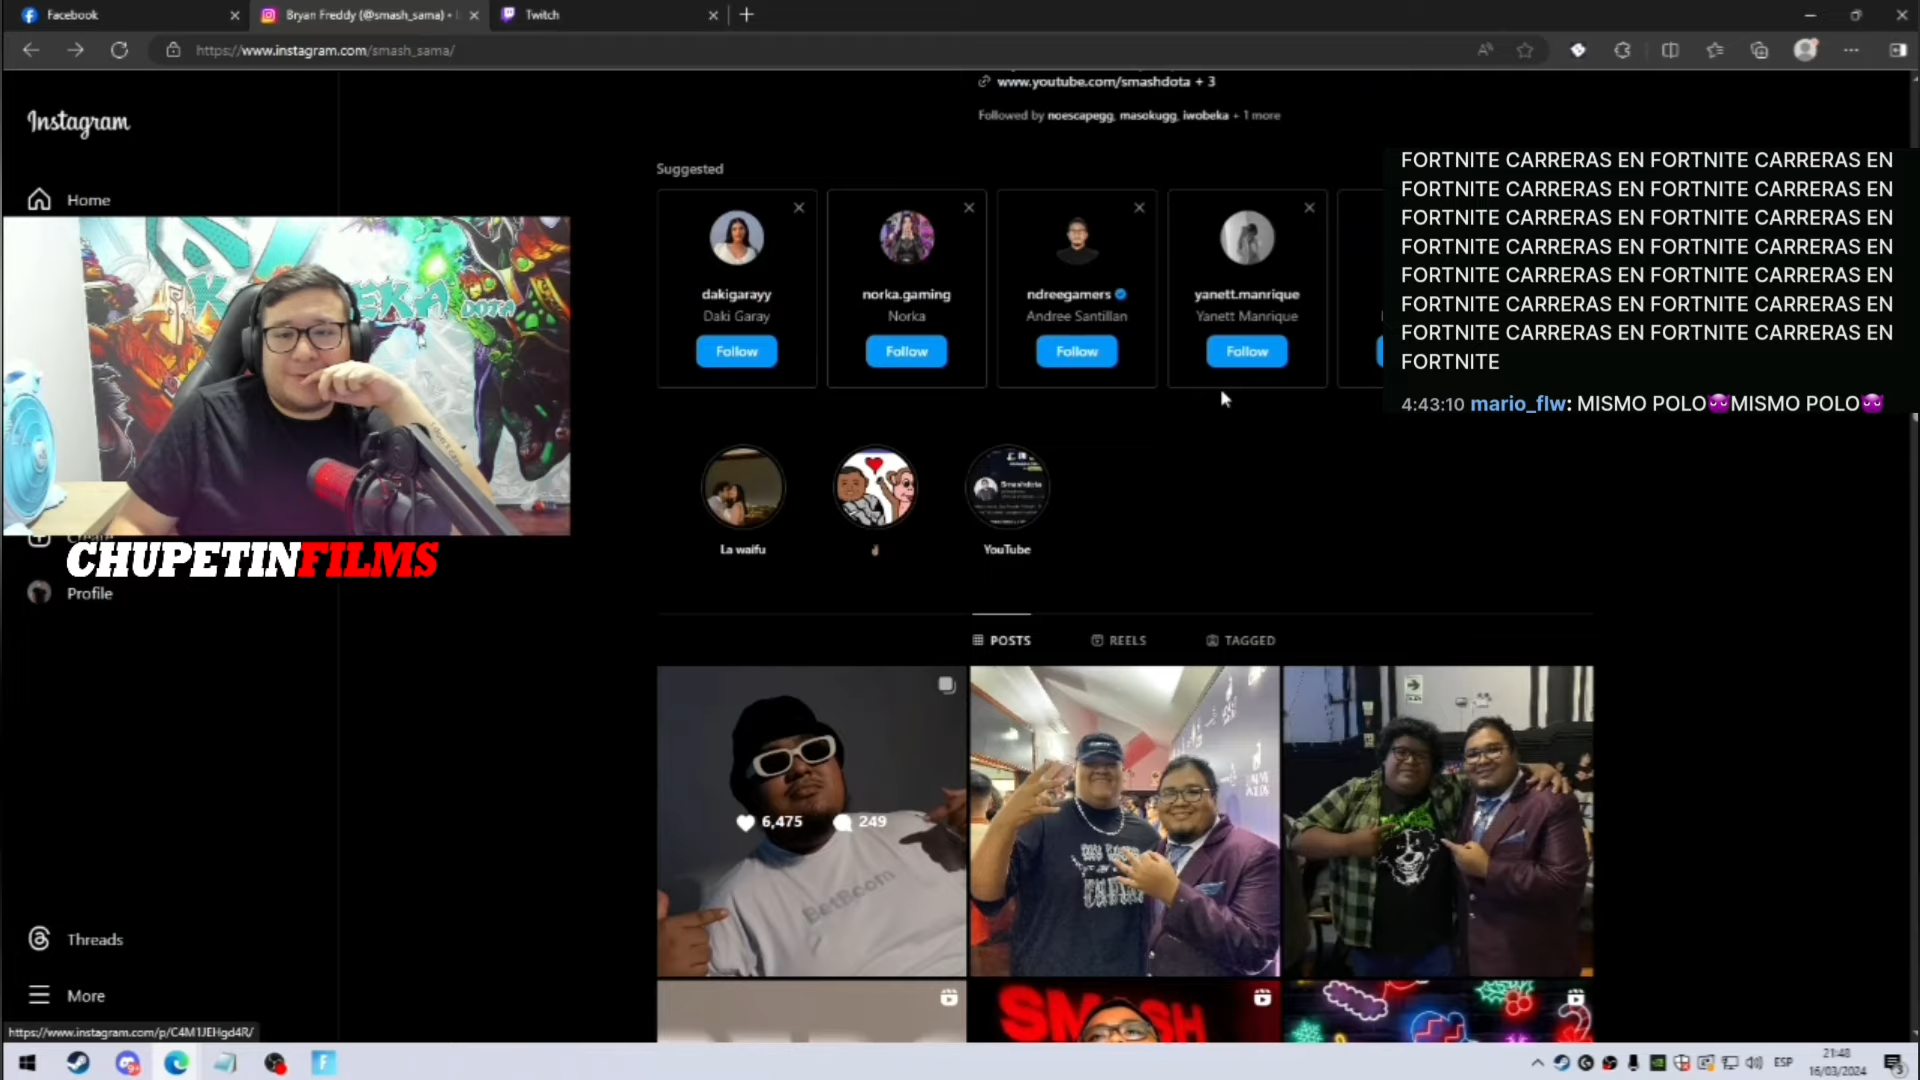 Facebook
Bryan Freddy (@smash_sama) •
Twitch
https://www.instagram.com/smash_sama/
www.youtube.com/smashdota + 3
Followed by noescapegg, masokugg, iwobeka + 1 more
Instagram
Home
Suggested
dakigarayy
Daki Garay
Follow
norka.gaming
Norka
Follow
ndreegamers
Andree Santillan
Follow
yanett.manrique
Yanett Manrique
Follow
FORTNITE CARRERAS EN FORTNITE CARRERAS EN
FORTNITE CARRERAS EN FORTNITE CARRERAS EN
FORTNITE CARRERAS EN FORTNITE CARRERAS EN
FORTNITE CARRERAS EN FORTNITE CARRERAS EN
FORTNITE CARRERAS EN FORTNITE CARRERAS EN
FORTNITE CARRERAS EN FORTNITE CARRERAS EN
FORTNITE CARRERAS EN FORTNITE CARRERAS EN
FORTNITE
4:43:10 mario_flw: MISMO POLO😈MISMO POLO😈
DOTA
Create
CHUPETINFILMS
Profile
Smashdota
La waifu
✌🏾
YouTube
POSTS
REELS
TAGGED
6,475
249
BetBoom
SMASH
Threads
More
https://www.instagram.com/p/C4M1JEHgd4R/
ESP
21:48
16/03/2024